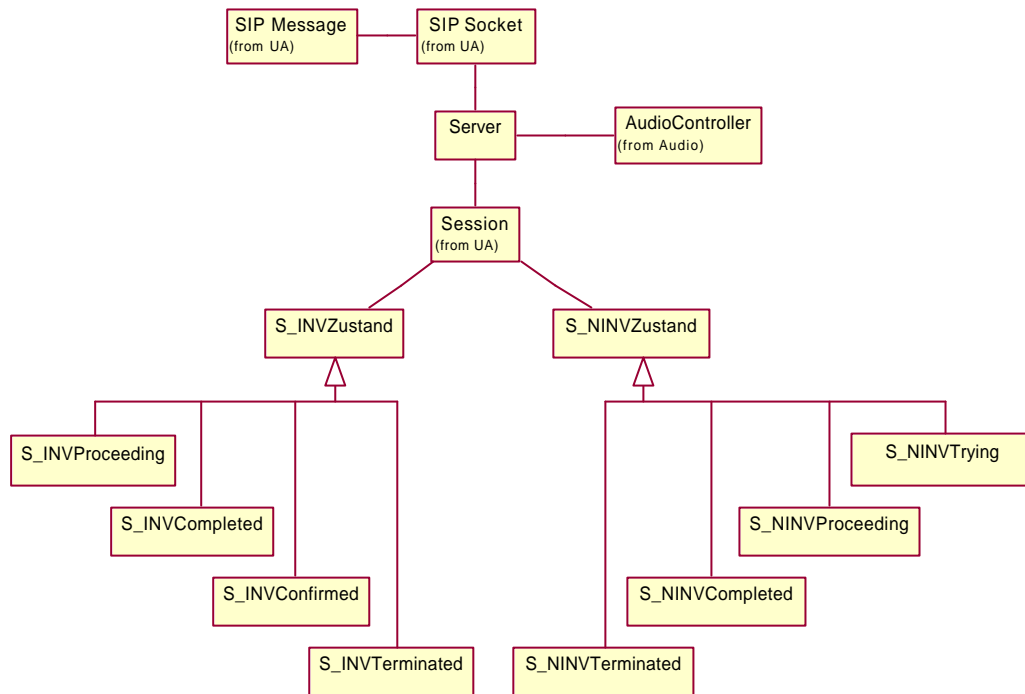 SIP Message
(from UA)
SIP Socket
(from UA)
Server
AudioController
(from Audio)
Session
(from UA)
S_INVZustand
S_NINVZustand
S_INVProceeding
S_NINVTrying
S_INVCompleted
S_NINVProceeding
S_INVConfirmed
S_NINVCompleted
S_INVTerminated
S_NINVTerminated